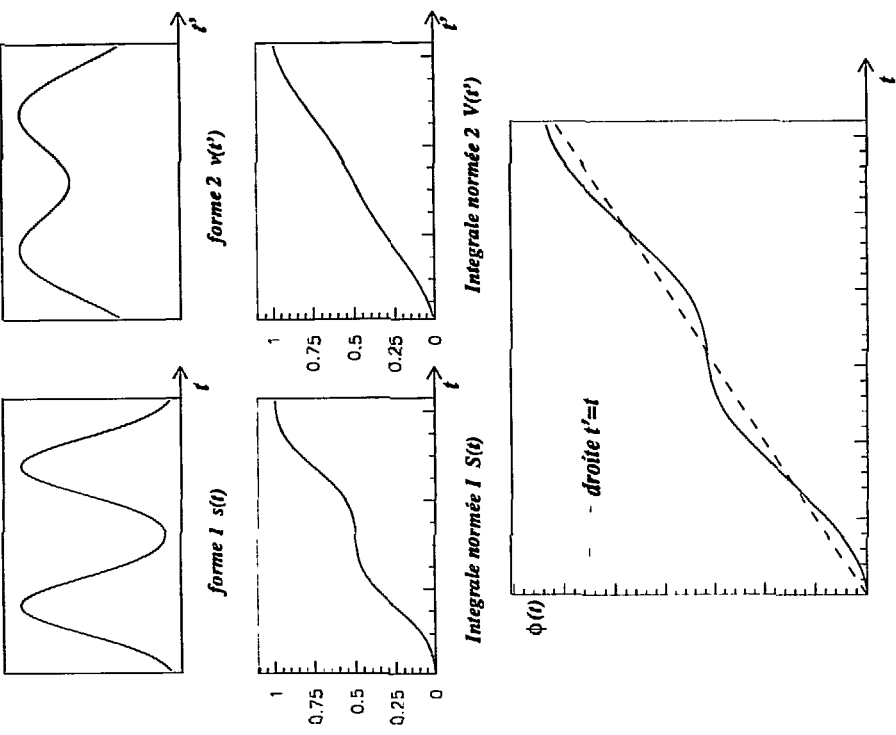 t
forme 1 s(t)
t'
forme 2 v(t')
1
0.75
0.5
0.25
0
t
Integrale normée 1 S(t)
1
0.75
0.5
0.25
0
t'
Integrale normée 2 V(t')
ϕ(t)
- - droite t'=t
t